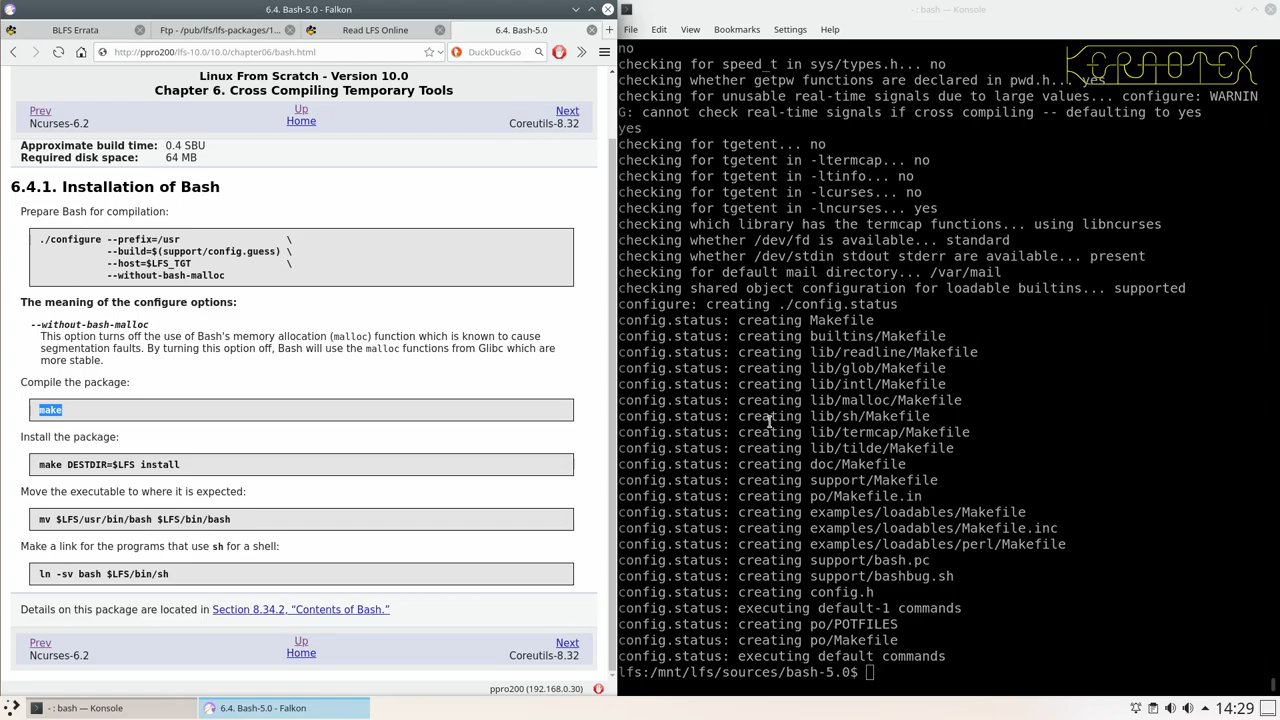 6.4. Bash-5.0 - Falkon
BLFS Errata
Ftp - /pub/lfs/lfs-packages/1...
Read LFS Online
6.4. Bash-5.0
http://ppro200/lfs-10.0/10.0/chapter06/bash.html
DuckDuckGo
Linux From Scratch - Version 10.0
Chapter 6. Cross Compiling Temporary Tools
Prev
Up
Next
Ncurses-6.2
Home
Coreutils-8.32
Approximate build time: 0.4 SBU
Required disk space: 64 MB
6.4.1. Installation of Bash
Prepare Bash for compilation:
./configure --prefix=/usr \
--build=$(support/config.guess) \
--host=$LFS_TGT \
--without-bash-malloc
The meaning of the configure options:
--without-bash-malloc
This option turns off the use of Bash's memory allocation (malloc) function which is known to cause
segmentation faults. By turning this option off, Bash will use the malloc functions from Glibc which are
more stable.
Compile the package:
make
Install the package:
make DESTDIR=$LFS install
Move the executable to where it is expected:
mv $LFS/usr/bin/bash $LFS/bin/bash
Make a link for the programs that use sh for a shell:
ln -sv bash $LFS/bin/sh
Details on this package are located in Section 8.34.2, “Contents of Bash.”
Prev
Up
Next
Ncurses-6.2
Home
Coreutils-8.32
ppro200 (192.168.0.30)
- : bash — Konsole
File Edit View Bookmarks Settings Help
KERNOTEX
no
checking for speed_t in sys/types.h... no
checking whether getpw functions are declared in pwd.h... yes
checking for unusable real-time signals due to large values... configure: WARNIN
G: cannot check real-time signals if cross compiling -- defaulting to yes
yes
checking for tgetent... no
checking for tgetent in -ltermcap... no
checking for tgetent in -ltinfo... no
checking for tgetent in -lcurses... no
checking for tgetent in -lncurses... yes
checking which library has the termcap functions... using libncurses
checking whether /dev/fd is available... standard
checking whether /dev/stdin stdout stderr are available... present
checking for default mail directory... /var/mail
checking shared object configuration for loadable builtins... supported
configure: creating ./config.status
config.status: creating Makefile
config.status: creating builtins/Makefile
config.status: creating lib/readline/Makefile
config.status: creating lib/glob/Makefile
config.status: creating lib/intl/Makefile
config.status: creating lib/malloc/Makefile
config.status: creating lib/sh/Makefile
config.status: creating lib/termcap/Makefile
config.status: creating lib/tilde/Makefile
config.status: creating doc/Makefile
config.status: creating support/Makefile
config.status: creating po/Makefile.in
config.status: creating examples/loadables/Makefile
config.status: creating examples/loadables/Makefile.inc
config.status: creating examples/loadables/perl/Makefile
config.status: creating support/bash.pc
config.status: creating support/bashbug.sh
config.status: creating config.h
config.status: executing default-1 commands
config.status: creating po/POTFILES
config.status: creating po/Makefile
config.status: executing default commands
lfs:/mnt/lfs/sources/bash-5.0$
- : bash — Konsole
6.4. Bash-5.0 - Falkon
14:29